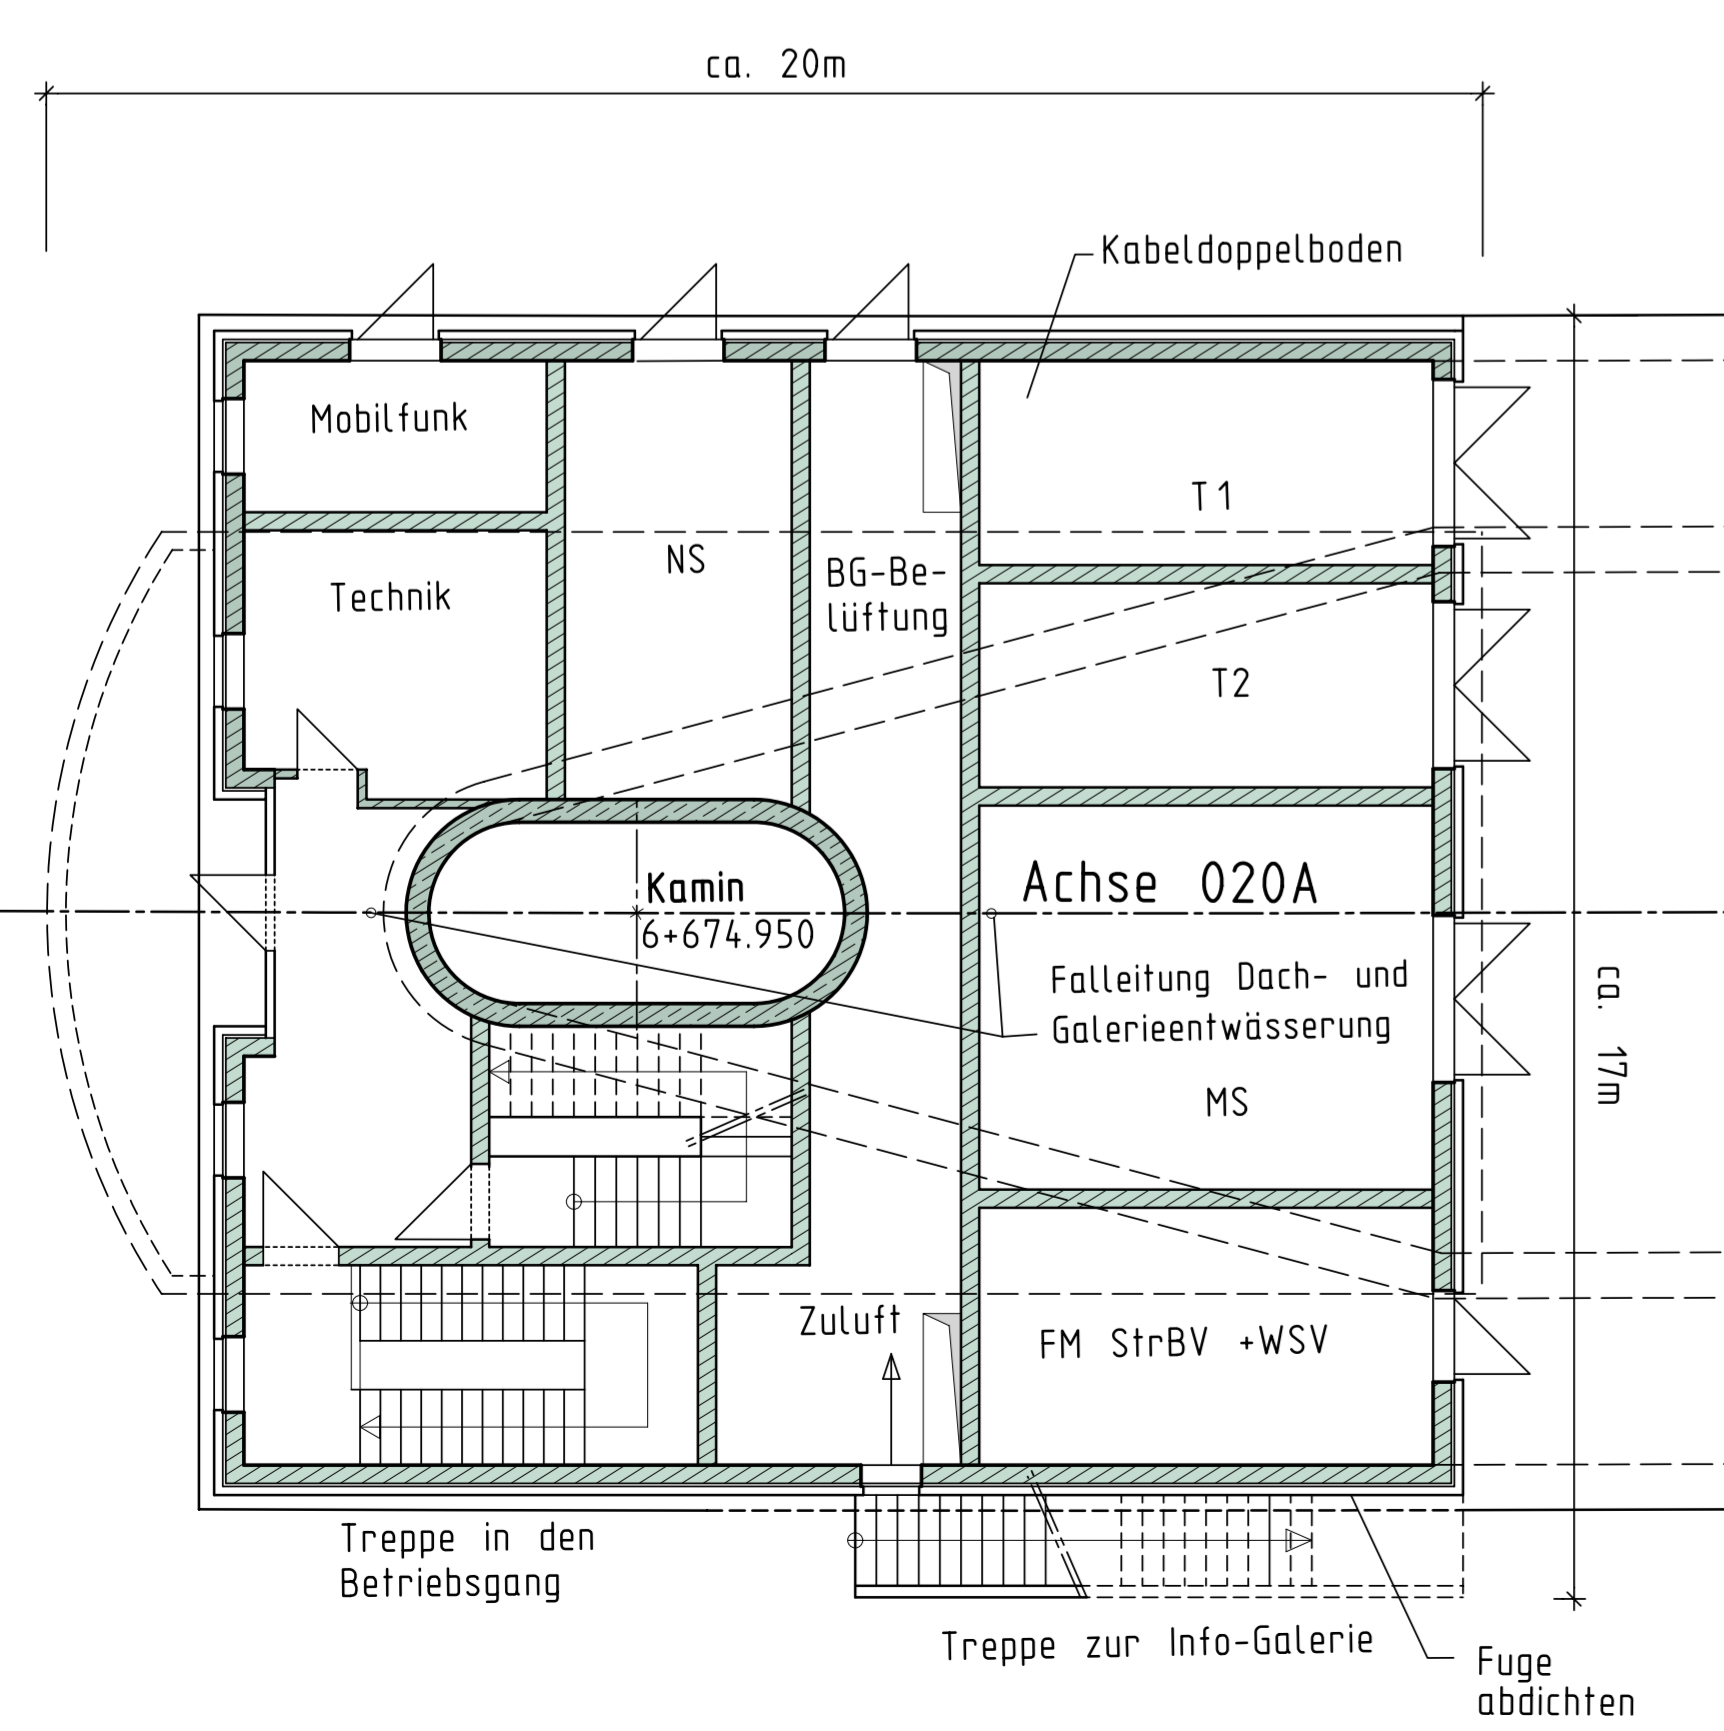 ca. 20m
Kabeldoppelboden
Mobilfunk
T1
NS
BG-Be-
lüftung
Technik
T2
Kamin
6+674.950
Achse 020A
Falleitung Dach- und
Galerieentwässerung
ca. 17m
MS
Zuluft
FM StrBV +WSV
Treppe in den
Betriebsgang
Treppe zur Info-Galerie
Fuge
abdichten